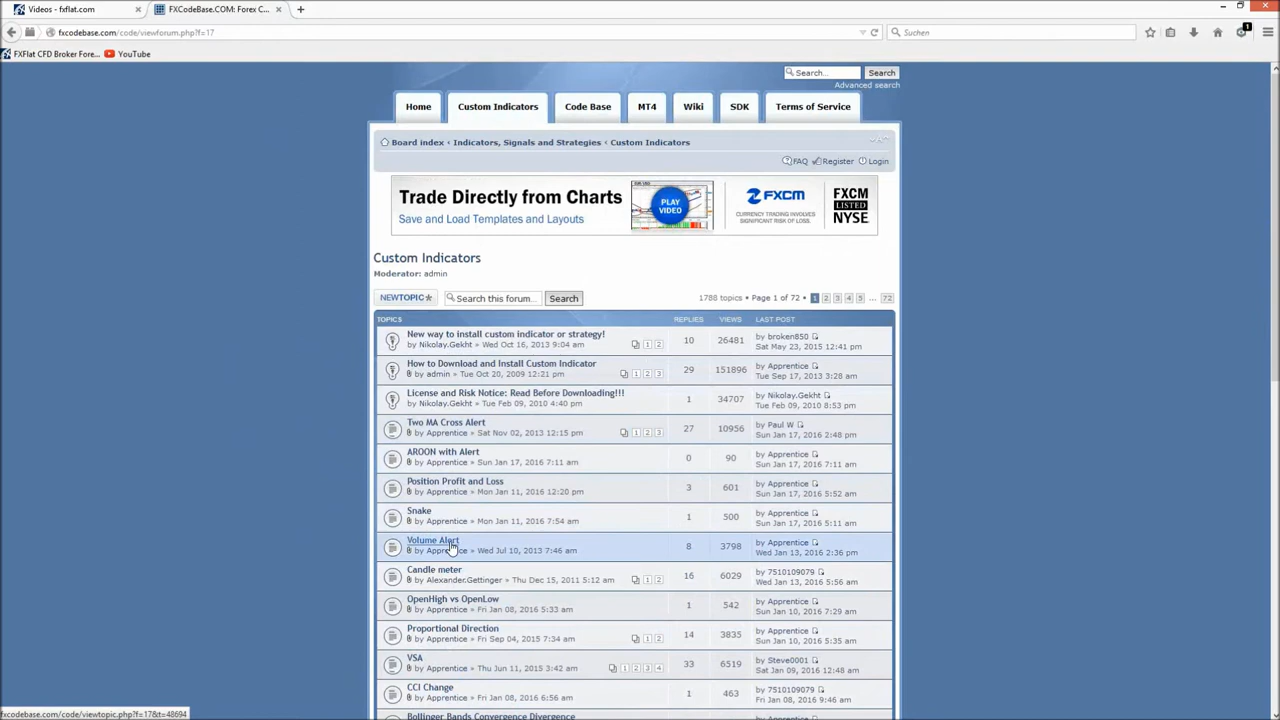 Videos - fxflat.com
FXCodeBase.COM: Forex C...
fxcodebase.com/code/viewforum.php?f=17
Suchen
1
FXFlat CFD Broker Fore...
YouTube
Search...
Search
Advanced search
Home
Custom Indicators
Code Base
MT4
Wiki
SDK
Terms of Service
Board index ‹ Indicators, Signals and Strategies ‹ Custom Indicators
FAQ Register Login
Trade Directly from Charts
Save and Load Templates and Layouts
PLAY
VIDEO
FXCM
CURRENCY TRADING INVOLVES
SIGNIFICANT RISK OF LOSS.
FXCM
LISTED
NYSE
Custom Indicators
Moderator: admin
NEWTOPIC*
Search this forum...
Search
1788 topics • Page 1 of 72 • 1 2 3 4 5 ... 72
TOPICS REPLIES VIEWS LAST POST
New way to install custom indicator or strategy!
by Nikolay.Gekht » Wed Oct 16, 2013 9:04 am
1 2
10
26481
by broken850
Sat May 23, 2015 12:41 pm
How to Download and Install Custom Indicator
by admin » Tue Oct 20, 2009 12:21 pm
1 2 3
29
151896
by Apprentice
Tue Sep 17, 2013 3:28 am
License and Risk Notice: Read Before Downloading!!!
by Nikolay.Gekht » Tue Feb 09, 2010 4:40 pm
1
34707
by Nikolay.Gekht
Tue Feb 09, 2010 8:53 pm
Two MA Cross Alert
by Apprentice » Sat Nov 02, 2013 12:15 pm
1 2 3
27
10956
by Paul W
Sun Jan 17, 2016 2:48 pm
AROON with Alert
by Apprentice » Sun Jan 17, 2016 7:11 am
0
90
by Apprentice
Sun Jan 17, 2016 7:11 am
Position Profit and Loss
by Apprentice » Mon Jan 11, 2016 12:20 pm
3
601
by Apprentice
Sun Jan 17, 2016 5:52 am
Snake
by Apprentice » Mon Jan 11, 2016 7:54 am
1
500
by Apprentice
Sun Jan 17, 2016 5:11 am
Volume Alert
by Apprentice » Wed Jul 10, 2013 7:46 am
8
3798
by Apprentice
Wed Jan 13, 2016 2:36 pm
Candle meter
by Alexander.Gettinger » Thu Dec 15, 2011 5:12 am
1 2
16
6029
by 7510109079
Wed Jan 13, 2016 5:56 am
OpenHigh vs OpenLow
by Apprentice » Fri Jan 08, 2016 5:33 am
1
542
by Apprentice
Sun Jan 10, 2016 7:29 am
Proportional Direction
by Apprentice » Fri Sep 04, 2015 7:34 am
1 2
14
3835
by Apprentice
Sun Jan 10, 2016 5:35 am
VSA
by Apprentice » Thu Jun 11, 2015 3:42 am
1 2 3 4
33
6519
by Steve0001
Sat Jan 09, 2016 12:48 am
CCI Change
by Apprentice » Fri Jan 08, 2016 6:56 am
1
463
by 7510109079
Fri Jan 08, 2016 9:46 am
Bollinger Bands Convergence Divergence
fxcodebase.com/code/viewtopic.php?f=17&t=48694